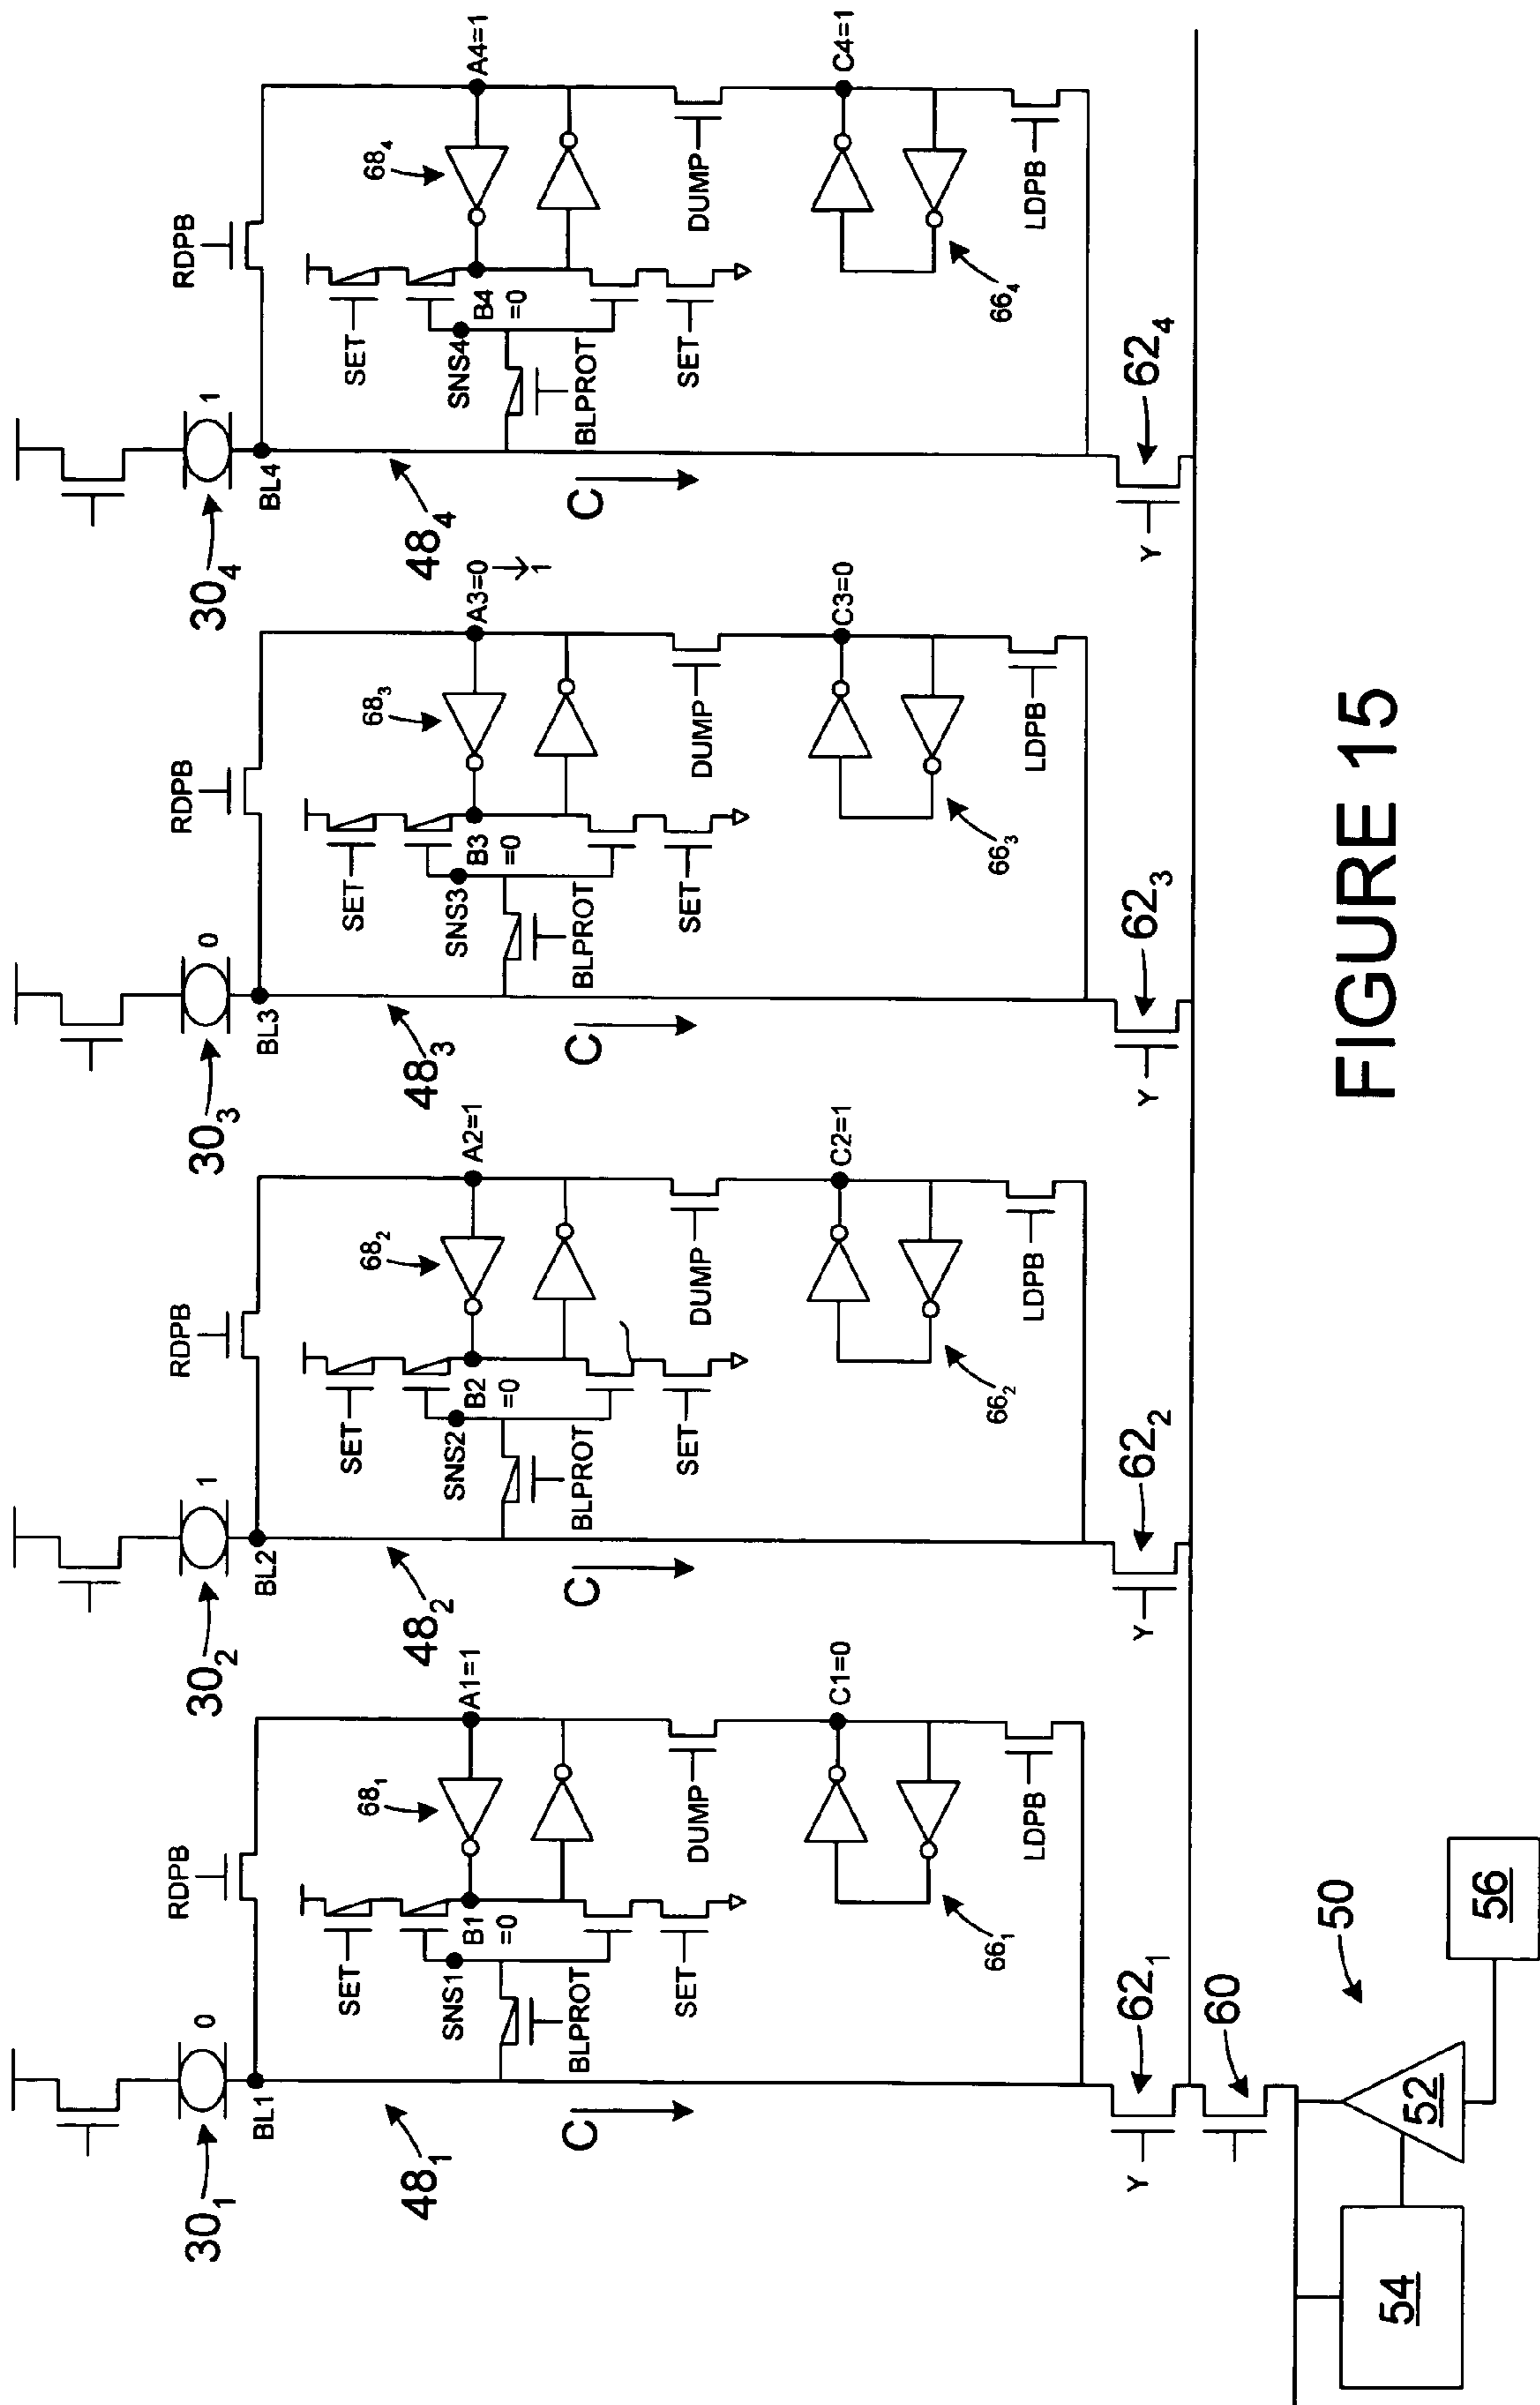 30₁
0
BL1
RDPB
48₁
C
SET
SNS1
B1
=0
BLPROT
SET
68₁
A1=1
DUMP
C1=0
66₁
LDPB
Y
62₁
60
30₂
1
BL2
RDPB
48₂
C
SET
SNS2
B2
=0
BLPROT
SET
68₂
A2=1
DUMP
C2=1
66₂
LDPB
Y
62₂
30₃
0
BL3
RDPB
48₃
C
SET
SNS3
B3
=0
BLPROT
SET
68₃
A3=0
→1
DUMP
C3=0
66₃
LDPB
Y
62₃
30₄
1
BL4
RDPB
48₄
C
SET
SNS4
B4
=0
BLPROT
SET
68₄
A4=1
DUMP
C4=1
66₄
LDPB
Y
62₄
54
52
50
56
FIGURE 15